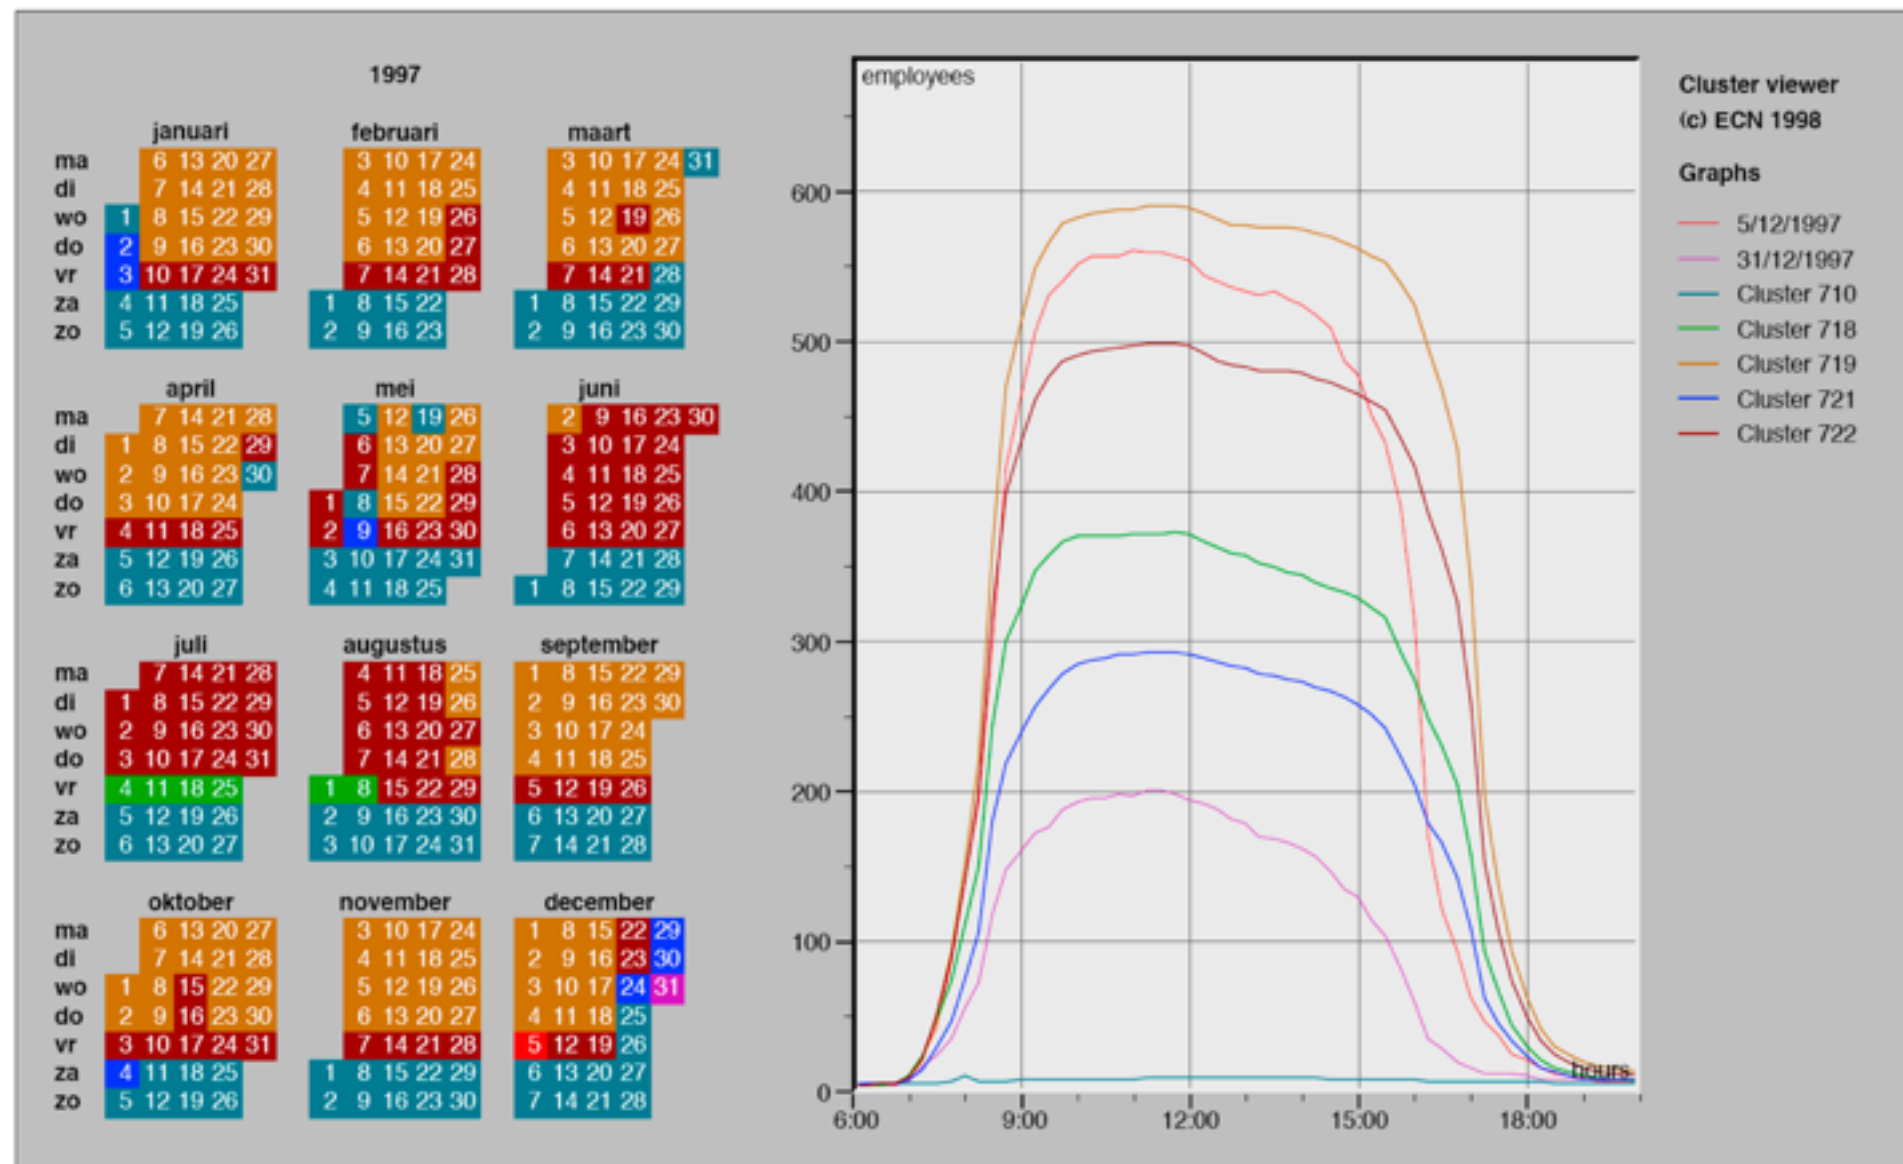 1997
januari februari maart
ma 6 13 20 27 3 10 17 24 3 10 17 24 31
di 7 14 21 28 4 11 18 25 4 11 18 25
wo 1 8 15 22 29 5 12 19 26 5 12 19 26
do 2 9 16 23 30 6 13 20 27 6 13 20 27
vr 3 10 17 24 31 7 14 21 28 7 14 21 28
za 4 11 18 25 1 8 15 22 1 8 15 22 29
zo 5 12 19 26 2 9 16 23 2 9 16 23 30
april mei juni
ma 7 14 21 28 5 12 19 26 2 9 16 23 30
di 1 8 15 22 29 6 13 20 27 3 10 17 24
wo 2 9 16 23 30 7 14 21 28 4 11 18 25
do 3 10 17 24 1 8 15 22 29 5 12 19 26
vr 4 11 18 25 2 9 16 23 30 6 13 20 27
za 5 12 19 26 3 10 17 24 31 7 14 21 28
zo 6 13 20 27 4 11 18 25 1 8 15 22 29
juli augustus september
ma 7 14 21 28 4 11 18 25 1 8 15 22 29
di 1 8 15 22 29 5 12 19 26 2 9 16 23 30
wo 2 9 16 23 30 6 13 20 27 3 10 17 24
do 3 10 17 24 31 7 14 21 28 4 11 18 25
vr 4 11 18 25 1 8 15 22 29 5 12 19 26
za 5 12 19 26 2 9 16 23 30 6 13 20 27
zo 6 13 20 27 3 10 17 24 31 7 14 21 28
oktober november december
ma 6 13 20 27 3 10 17 24 1 8 15 22 29
di 7 14 21 28 4 11 18 25 2 9 16 23 30
wo 1 8 15 22 29 5 12 19 26 3 10 17 24 31
do 2 9 16 23 30 6 13 20 27 4 11 18 25
vr 3 10 17 24 31 7 14 21 28 5 12 19 26
za 4 11 18 25 1 8 15 22 29 6 13 20 27
zo 5 12 19 26 2 9 16 23 30 7 14 21 28
employees
600
500
400
300
200
100
0
hours
6:00 9:00 12:00 15:00 18:00
Cluster viewer
(c) ECN 1998
Graphs
5/12/1997
31/12/1997
Cluster 710
Cluster 718
Cluster 719
Cluster 721
Cluster 722